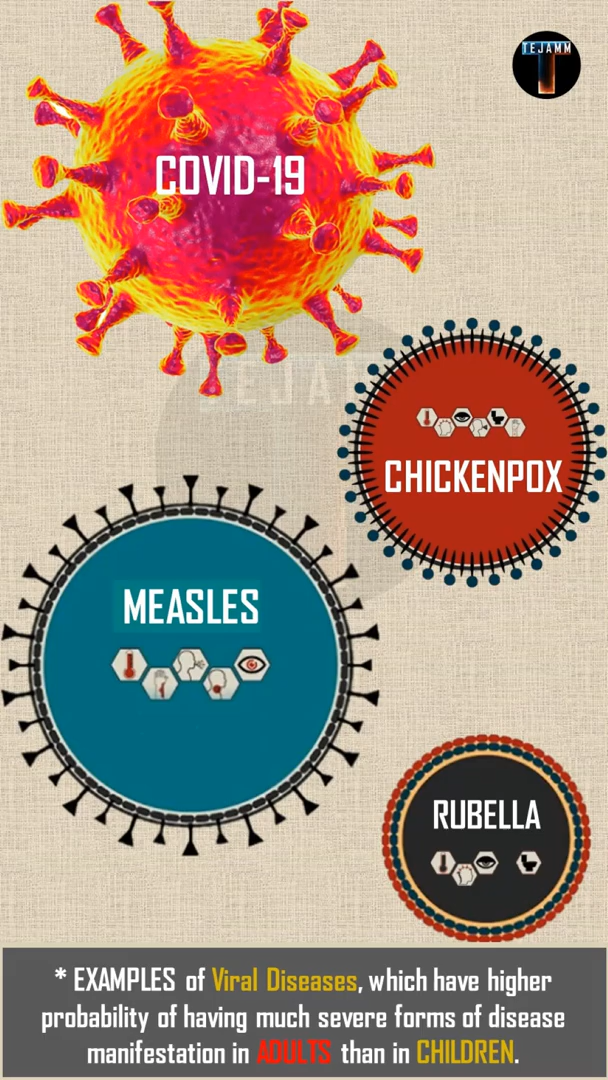 TEJAMM
T
COVID-19
TEJAM
CHICKENPOX
MEASLES
RUBELLA
* EXAMPLES of Viral Diseases, which have higher
probability of having much severe forms of disease
manifestation in ADULTS than in CHILDREN.